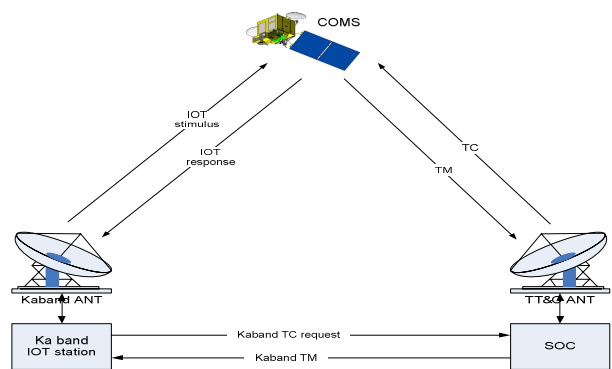 COMS
IOT
stimulus
IOT
response
TC
TM
Kaband ANT
TT&C ANT
Ka band
IOT station
Kaband TC request
Kaband TM
SOC